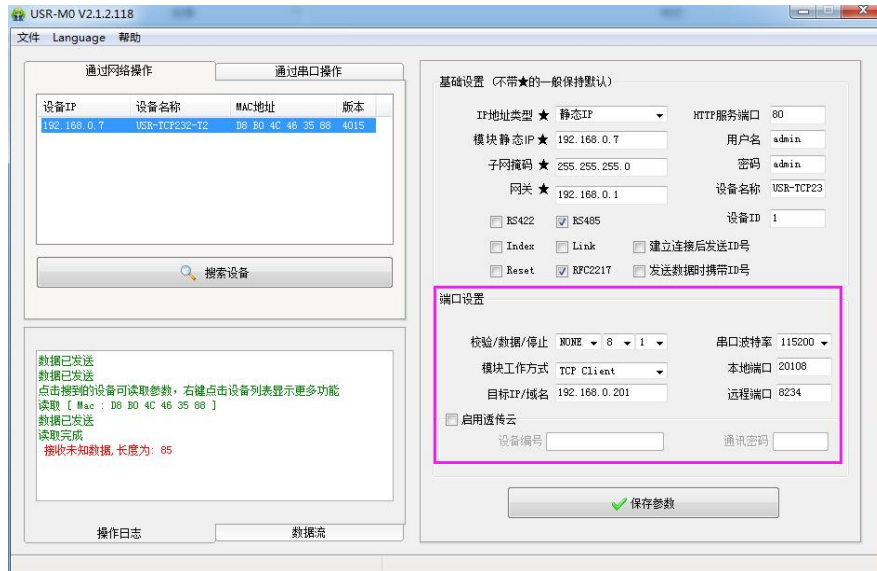 USR-M0 V2.1.2.118
文件 Language 帮助
通过网络操作 通过串口操作
设备IP 设备名称 MAC地址 版本
192.168.0.7 USR-TCP232-T2 D8 B0 4C 46 35 88 4015
搜索设备
数据已发送
数据已发送
点击搜到的设备可读取参数，右键点击设备列表显示更多功能
读取 [ Mac : D8 B0 4C 46 35 88 ]
数据已发送
读取完成
接收未知数据,长度为: 85
操作日志 数据流
基础设置（不带★的一般保持默认）
IP地址类型 ★ 静态IP HTTP服务端口 80
模块静态IP★ 192.168.0.7 用户名 admin
子网掩码 ★ 255.255.255.0 密码 admin
网关 ★ 192.168.0.1 设备名称 USR-TCP23
RS422 RS485 设备ID 1
Index Link 建立连接后发送ID号
Reset RFC2217 发送数据时携带ID号
端口设置
校验/数据/停止 NONE 8 1 串口波特率 115200
模块工作方式 TCP Client 本地端口 20108
目标IP/域名 192.168.0.201 远程端口 8234
启用透传云
设备编号 通讯密码
保存参数